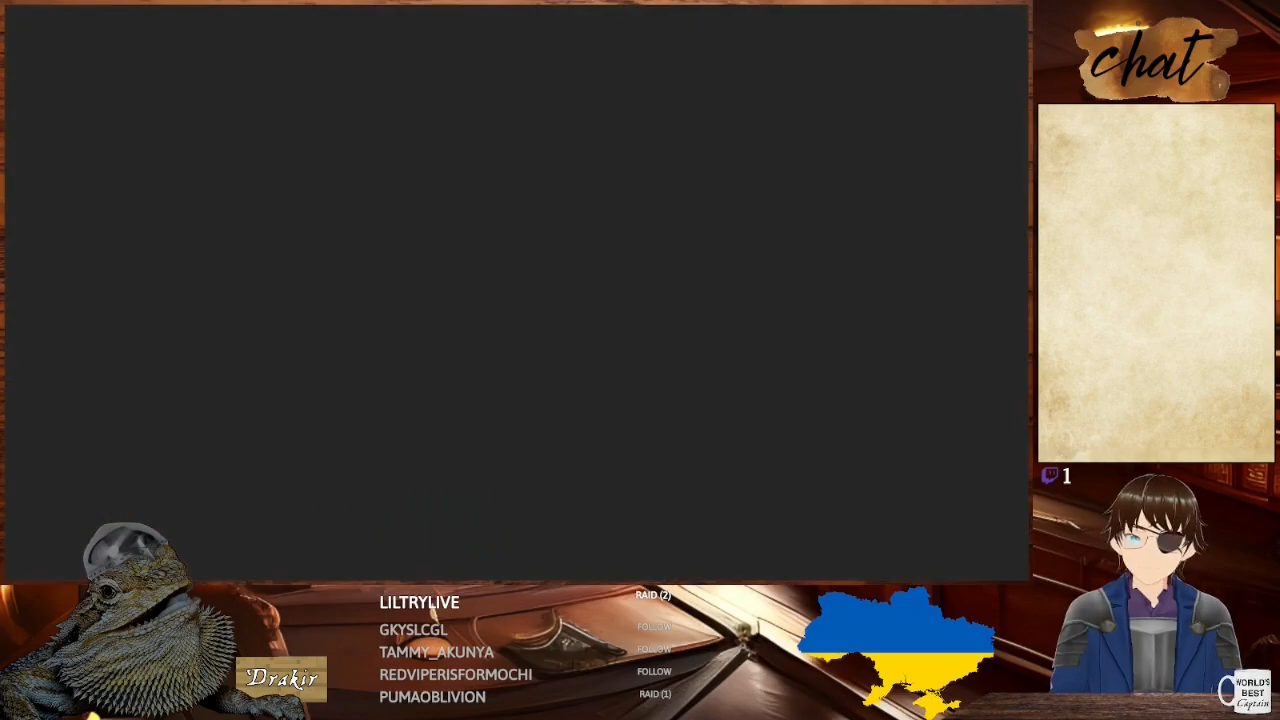 chat
1
LILTRYLIVE RAID (2)
GKYSLCGL FOLLOW
TAMMY_AKUNYA FOLLOW
REDVIPERISFORMOCHI FOLLOW
PUMAOBLIVION RAID (1)
Drakir
WORLD'S
BEST
Captain